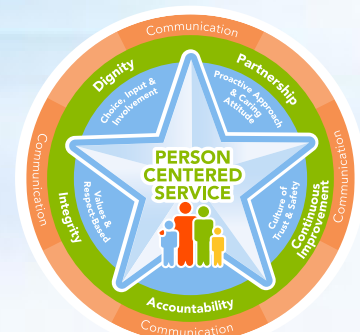 Communication
Dignity
Partnership
Choice, Input &
Involvement
Proactive Approach
& Caring
Attitude
PERSON
CENTERED
SERVICE
Communication
Communication
Integrity
Values &
Respect-Based
Culture of
Trust & Safety
Continuous
Improvement
Accountability
Communication